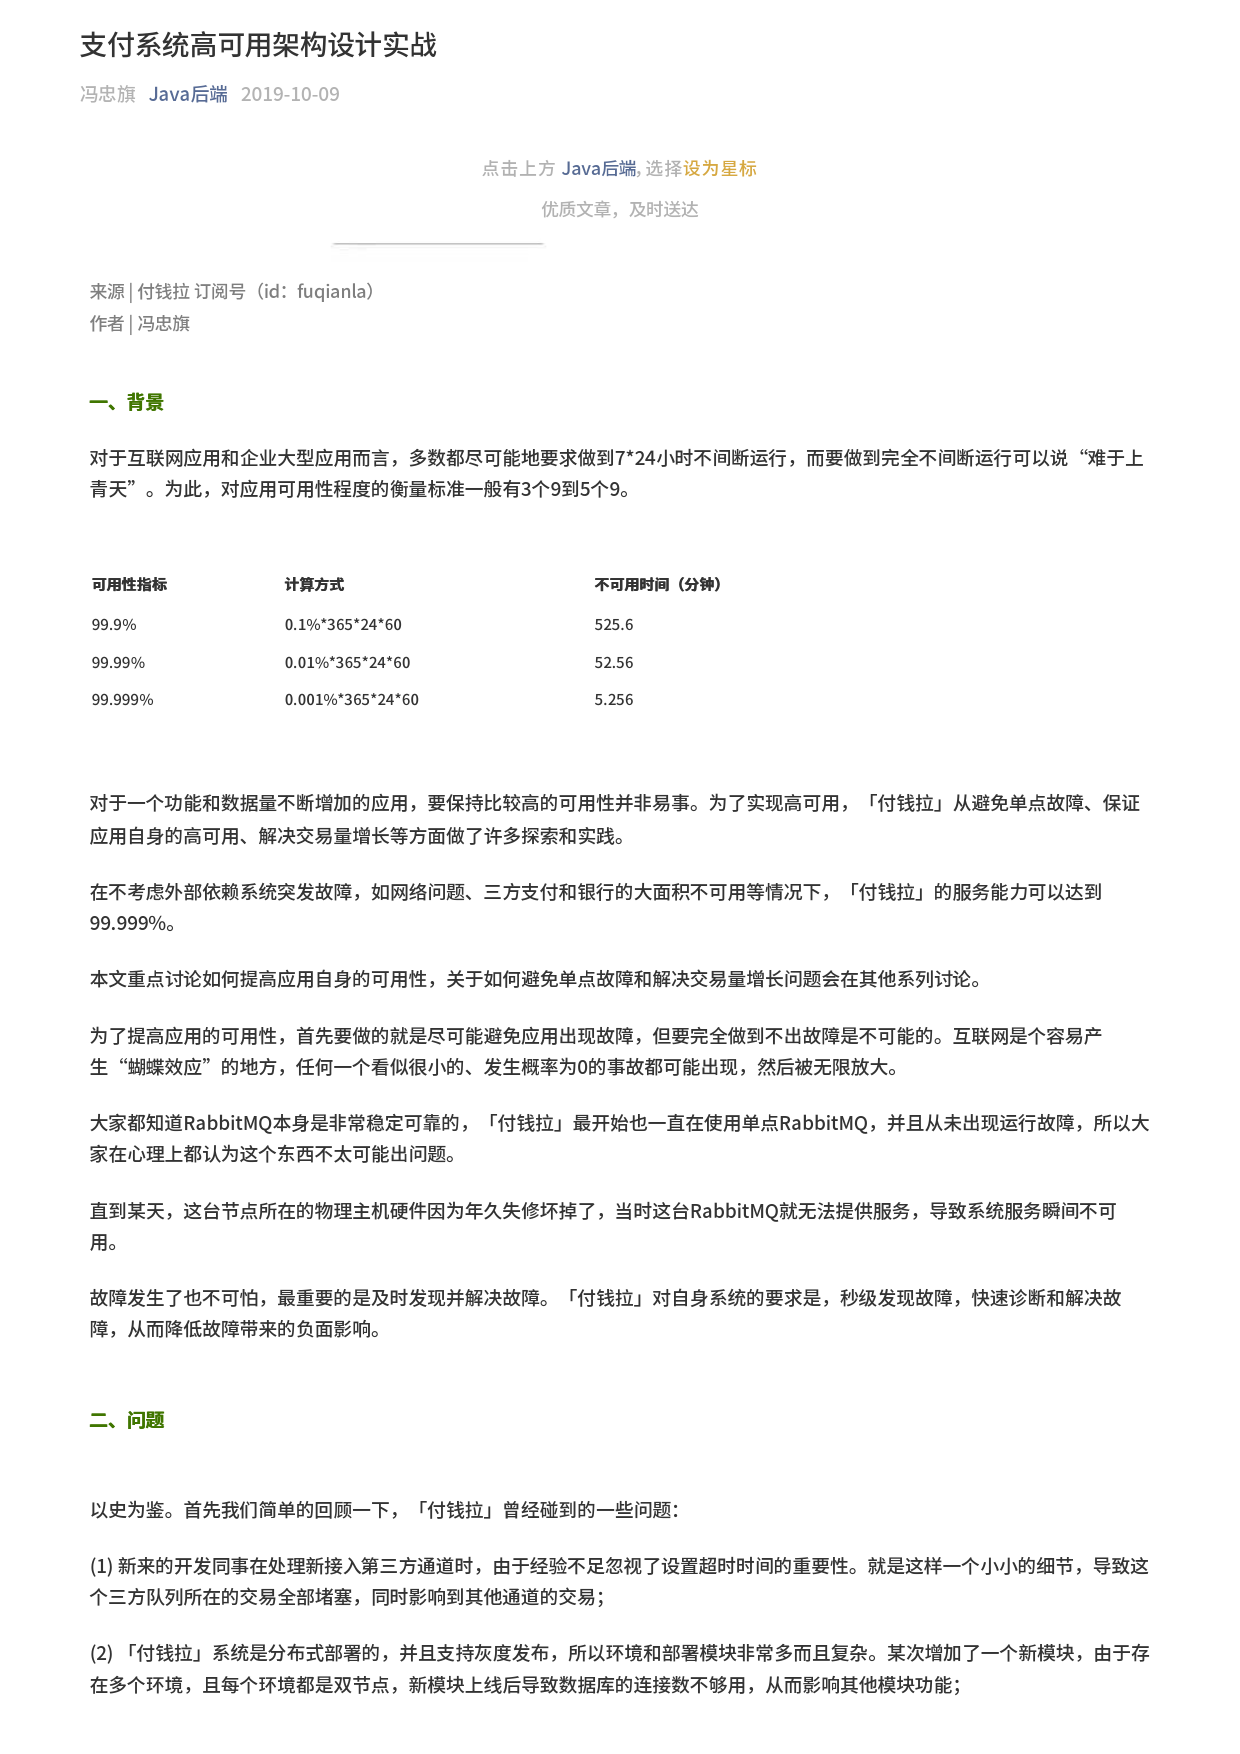 支付系统高可用架构设计实战
冯忠旗 Java后端 2019-10-09
点击上方 Java后端, 选择设为星标
优质文章，及时送达
来源 | 付钱拉 订阅号（id：fuqianla）
作者 | 冯忠旗
一、背景
对于互联网应用和企业大型应用而言，多数都尽可能地要求做到7*24小时不间断运行，而要做到完全不间断运行可以说“难于上
青天”。为此，对应用可用性程度的衡量标准一般有3个9到5个9。
可用性指标 计算方式 不可用时间（分钟）
99.9% 0.1%*365*24*60 525.6
99.99% 0.01%*365*24*60 52.56
99.999% 0.001%*365*24*60 5.256
对于一个功能和数据量不断增加的应用，要保持比较高的可用性并非易事。为了实现高可用，「付钱拉」从避免单点故障、保证
应用自身的高可用、解决交易量增长等方面做了许多探索和实践。
在不考虑外部依赖系统突发故障，如网络问题、三方支付和银行的大面积不可用等情况下，「付钱拉」的服务能力可以达到
99.999%。
本文重点讨论如何提高应用自身的可用性，关于如何避免单点故障和解决交易量增长问题会在其他系列讨论。
为了提高应用的可用性，首先要做的就是尽可能避免应用出现故障，但要完全做到不出故障是不可能的。互联网是个容易产
生“蝴蝶效应”的地方，任何一个看似很小的、发生概率为0的事故都可能出现，然后被无限放大。
大家都知道RabbitMQ本身是非常稳定可靠的，「付钱拉」最开始也一直在使用单点RabbitMQ，并且从未出现运行故障，所以大
家在心理上都认为这个东西不太可能出问题。
直到某天，这台节点所在的物理主机硬件因为年久失修坏掉了，当时这台RabbitMQ就无法提供服务，导致系统服务瞬间不可
用。
故障发生了也不可怕，最重要的是及时发现并解决故障。「付钱拉」对自身系统的要求是，秒级发现故障，快速诊断和解决故
障，从而降低故障带来的负面影响。
二、问题
以史为鉴。首先我们简单的回顾一下，「付钱拉」曾经碰到的一些问题：
(1) 新来的开发同事在处理新接入第三方通道时，由于经验不足忽视了设置超时时间的重要性。就是这样一个小小的细节，导致这
个三方队列所在的交易全部堵塞，同时影响到其他通道的交易；
(2) 「付钱拉」系统是分布式部署的，并且支持灰度发布，所以环境和部署模块非常多而且复杂。某次增加了一个新模块，由于存
在多个环境，且每个环境都是双节点，新模块上线后导致数据库的连接数不够用，从而影响其他模块功能；